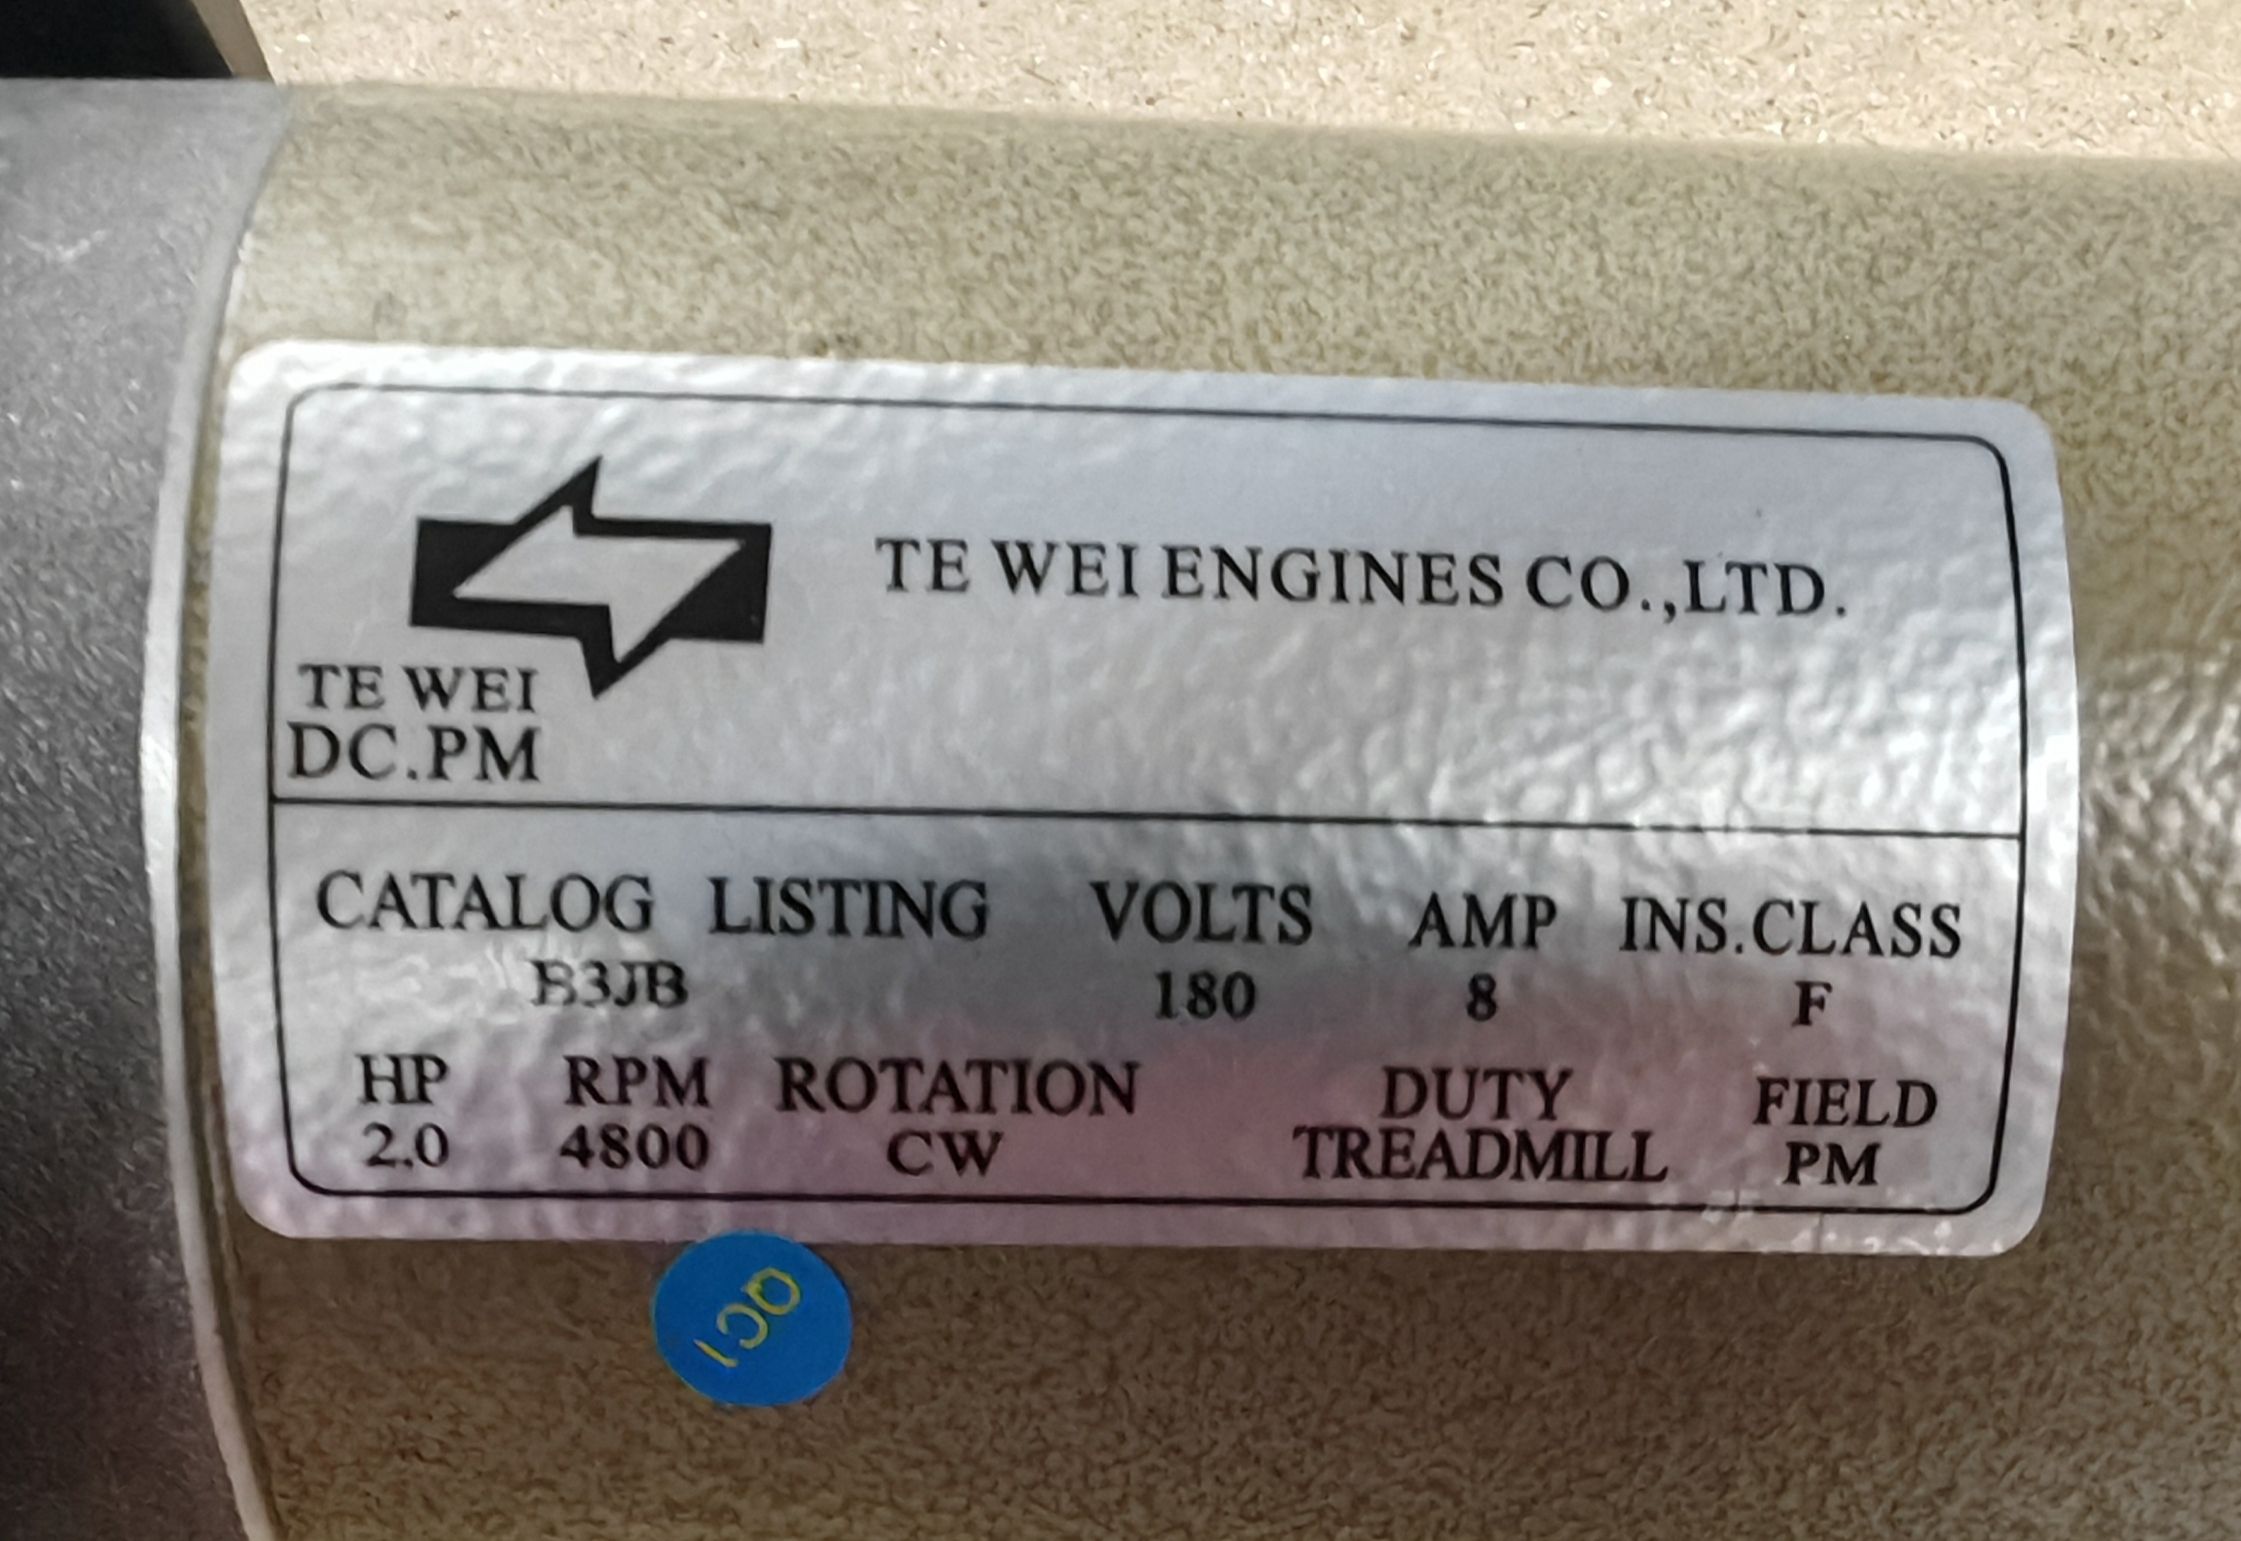 TE WEI ENGINES CO.,LTD.
TE WEI
DC.PM
CATALOG LISTING VOLTS AMP INS.CLASS
B3JB 180 8 F
HP RPM ROTATION DUTY FIELD
2.0 4800 CW TREADMILL PM
QC1